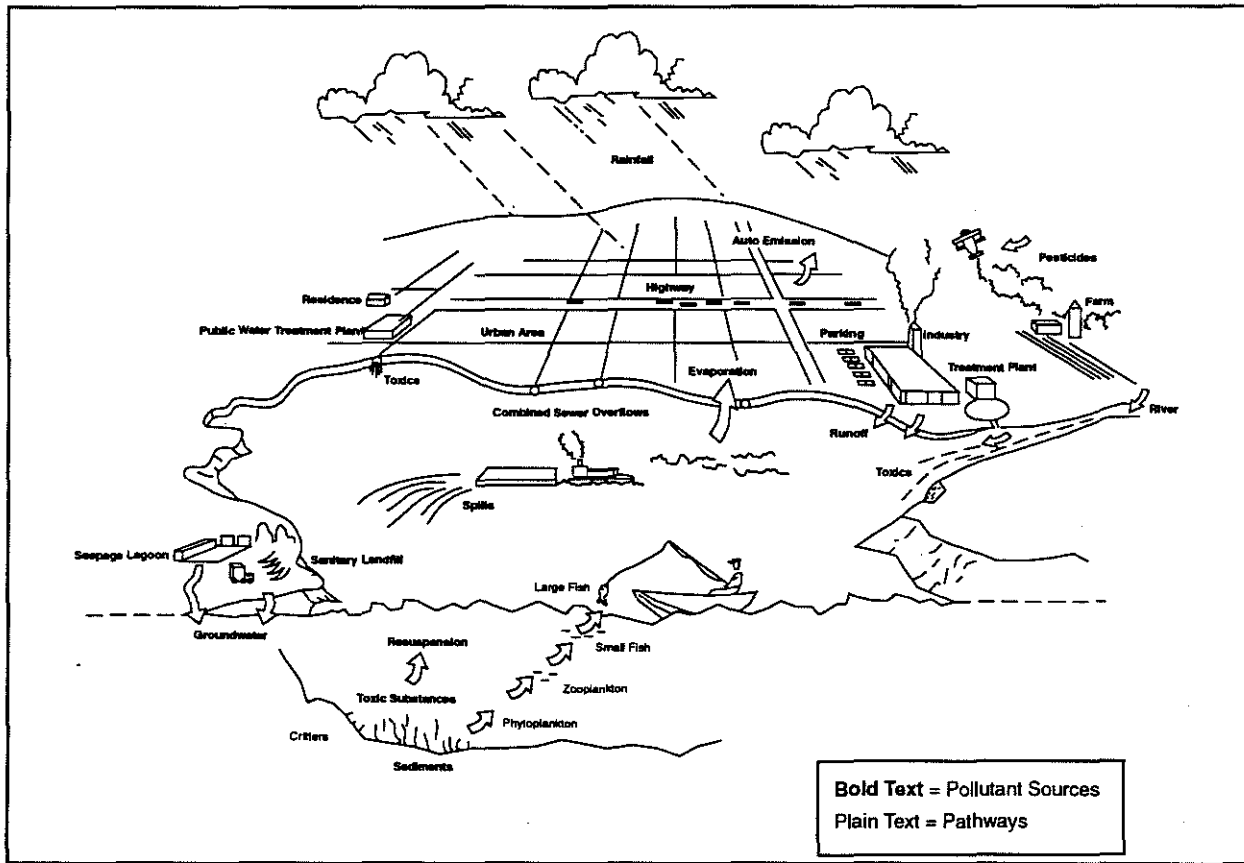 Rainfall
Auto Emission
Pesticides
Highway
Residence
Farm
Public Water Treatment Plant
Urban Area
Parking
Industry
Evaporation
Treatment Plant
Toxics
Combined Sewer Overflows
River
Runoff
Toxics
Spills
Seepage Lagoon
Sanitary Landfill
Large Fish
Groundwater
Resuspension
Small Fish
Zooplankton
Toxic Substances
Phytoplankton
Critters
Sediments
Bold Text = Pollutant Sources
Plain Text = Pathways